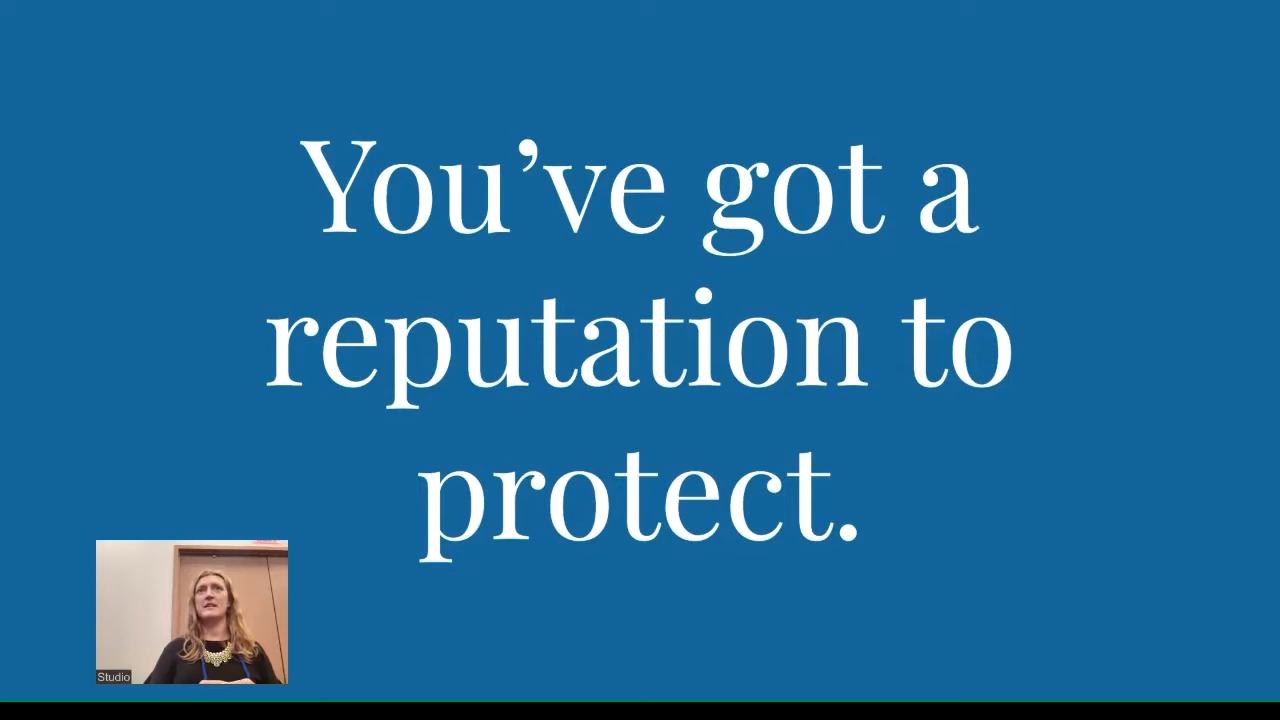 You’ve got a
reputation to
protect.
Studio